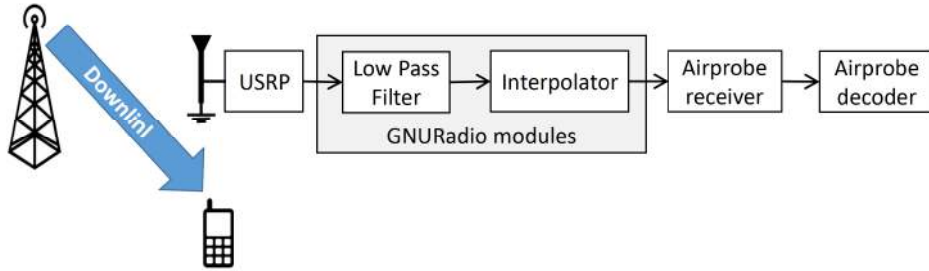 Downlinl
USRP
Low Pass
Filter
Interpolator
GNURadio modules
Airprobe
receiver
Airprobe
decoder